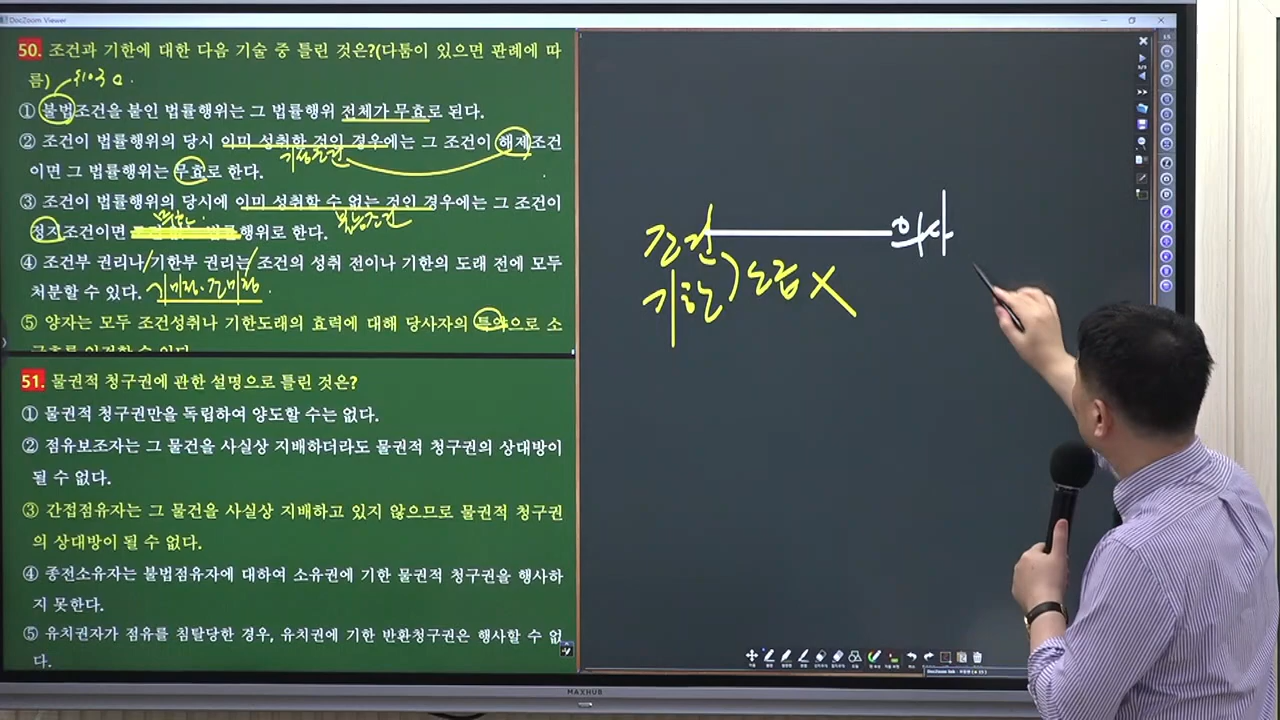 DocZoom Viewer
50. 조건과 기한에 대한 다음 기술 중 틀린 것은?(다툼이 있으면 판례에 따
름)
① 불법조건을 붙인 법률행위는 그 법률행위 전체가 무효로 된다.
② 조건이 법률행위의 당시 이미 성취한 것인 경우에는 그 조건이 해제조건
기성조건
이면 그 법률행위는 무효로 한다.
③ 조건이 법률행위의 당시에 이미 성취할 수 없는 것인 경우에는 그 조건이
무효 불능조건
정지조건이면 행위로 한다.
④ 조건부 권리나 기한부 권리는 조건의 성취 전이나 기한의 도래 전에 모두
처분할 수 있다.
⑤ 양자는 모두 조건성취나 기한도래의 효력에 대해 당사자의 특약으로 소
급효를 인정할 수 있다.
51. 물권적 청구권에 관한 설명으로 틀린 것은?
① 물권적 청구권만을 독립하여 양도할 수는 없다.
② 점유보조자는 그 물건을 사실상 지배하더라도 물권적 청구권의 상대방이
될 수 없다.
③ 간접점유자는 그 물건을 사실상 지배하고 있지 않으므로 물권적 청구권
의 상대방이 될 수 없다.
④ 종전소유자는 불법점유자에 대하여 소유권에 기한 물권적 청구권을 행사하
지 못한다.
⑤ 유치권자가 점유를 침탈당한 경우, 유치권에 기한 반환청구권은 행사할 수 없
다.
조건 의사
기한 소급 X
MAXHUB